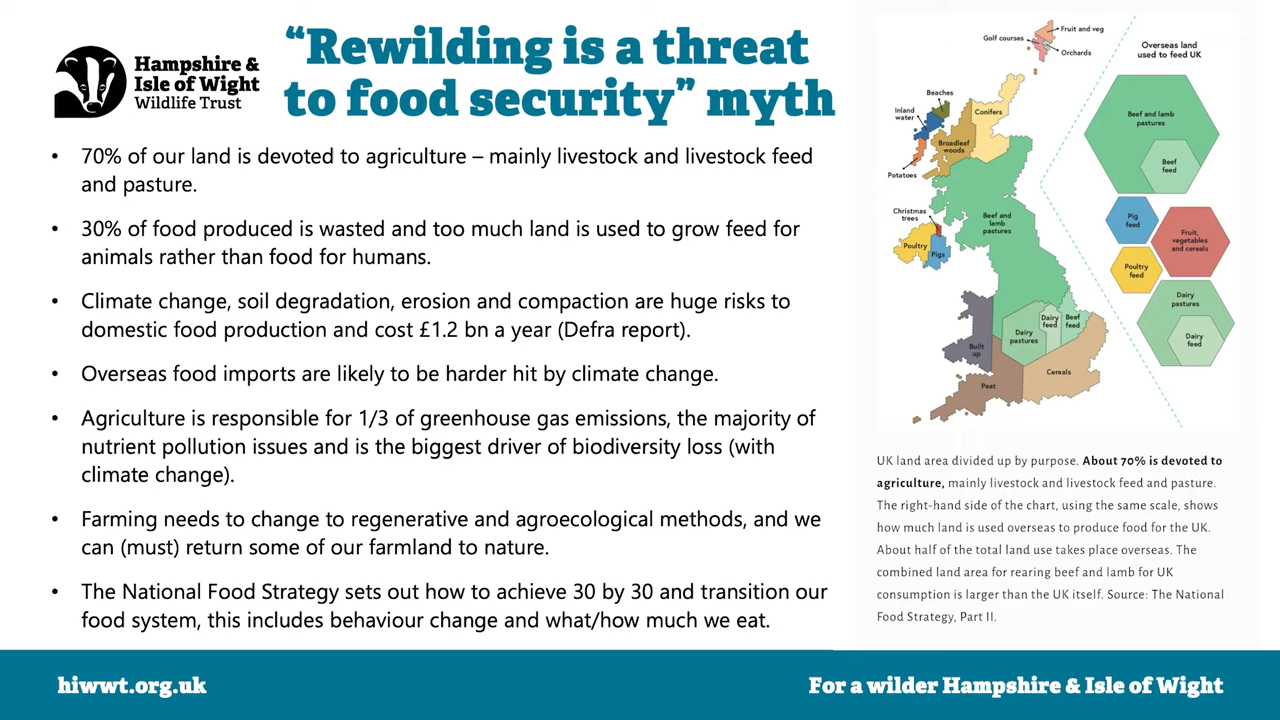 Hampshire &
Isle of Wight
Wildlife Trust
“Rewilding is a threat
to food security” myth
• 70% of our land is devoted to agriculture – mainly livestock and livestock feed
and pasture.
• 30% of food produced is wasted and too much land is used to grow feed for
animals rather than food for humans.
• Climate change, soil degradation, erosion and compaction are huge risks to
domestic food production and cost £1.2 bn a year (Defra report).
• Overseas food imports are likely to be harder hit by climate change.
• Agriculture is responsible for 1/3 of greenhouse gas emissions, the majority of
nutrient pollution issues and is the biggest driver of biodiversity loss (with
climate change).
• Farming needs to change to regenerative and agroecological methods, and we
can (must) return some of our farmland to nature.
• The National Food Strategy sets out how to achieve 30 by 30 and transition our
food system, this includes behaviour change and what/how much we eat.
Fruit and veg
Golf courses
Orchards
Beaches
Inland
water
Conifers
Broadleaf
woods
Potatoes
Christmas
trees
Beef and lamb
pastures
Poultry
Pigs
Dairy
feed
Beef
feed
Dairy
pastures
Built
up
Cereals
Peat
Overseas land
used to feed UK
Beef and lamb
pastures
Beef
feed
Pig
feed
Fruit,
vegetables
and cereals
Poultry
feed
Dairy
pastures
Dairy
feed
UK land area divided up by purpose. About 70% is devoted to
agriculture, mainly livestock and livestock feed and pasture.
The right-hand side of the chart, using the same scale, shows
how much land is used overseas to produce food for the UK.
About half of the total land use takes place overseas. The
combined land area for rearing beef and lamb for UK
consumption is larger than the UK itself. Source: The National
Food Strategy, Part II.
hiwwt.org.uk
For a wilder Hampshire & Isle of Wight